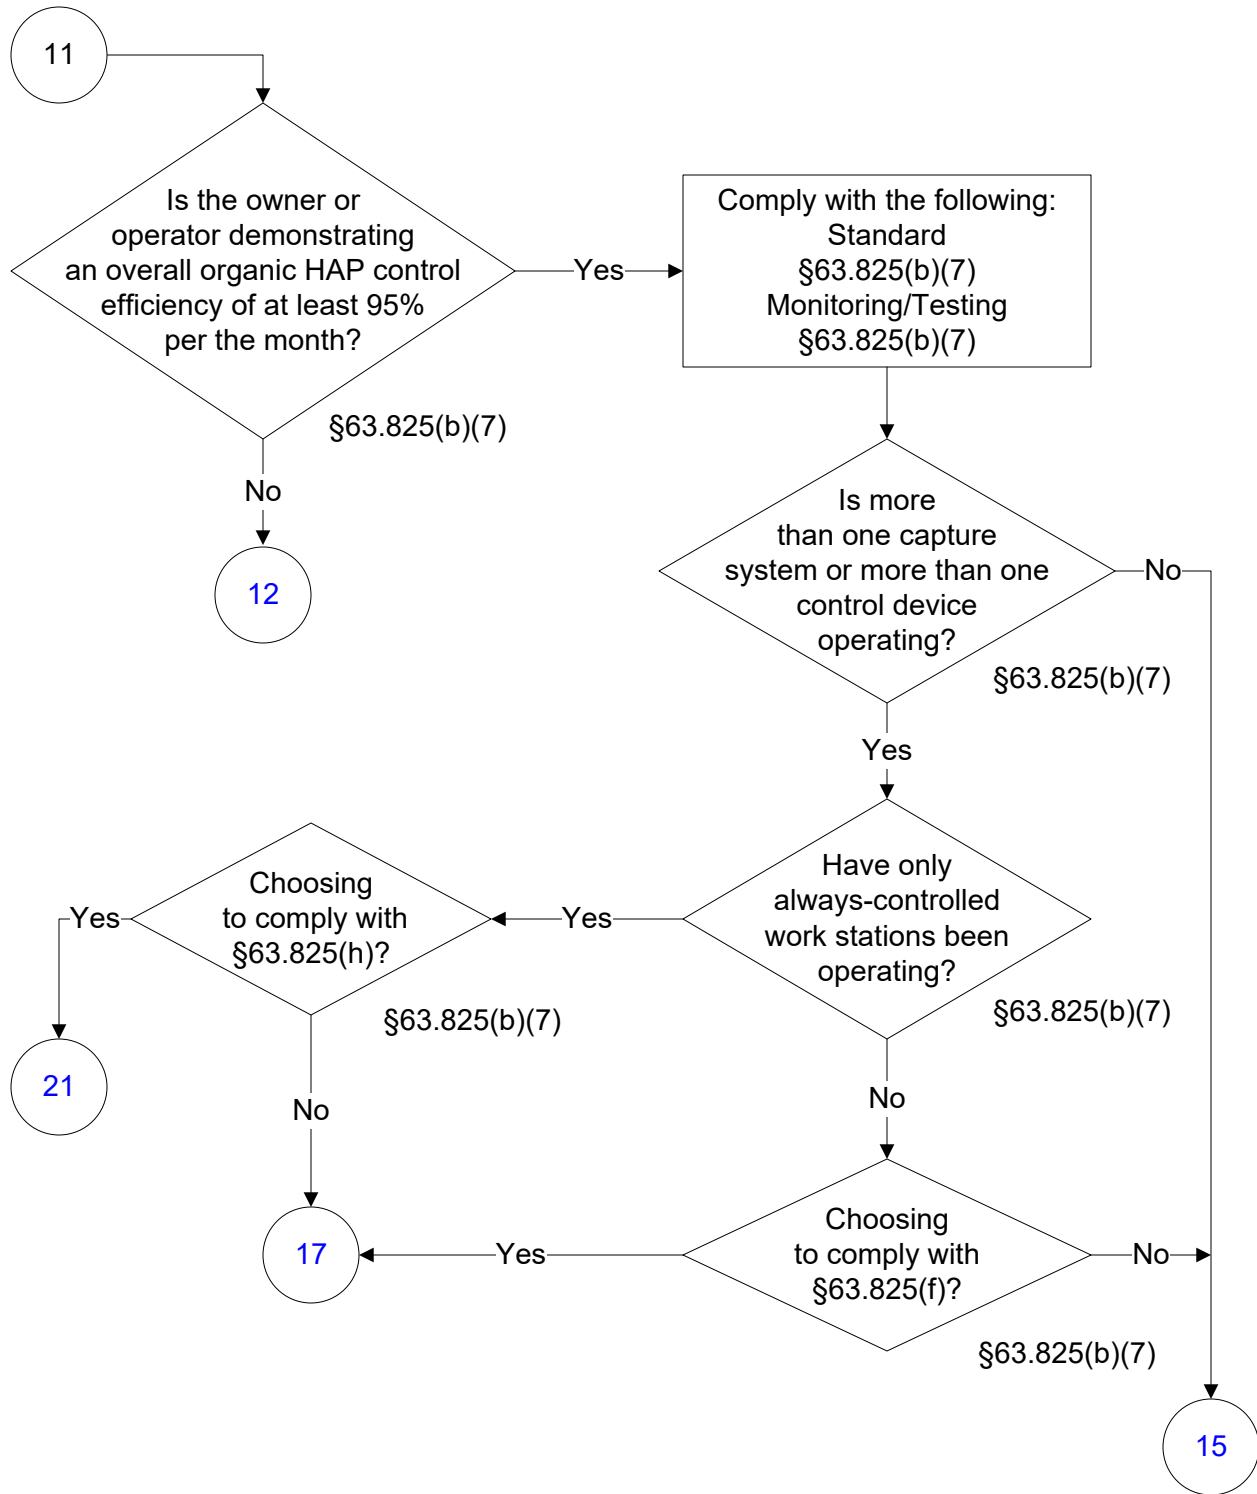 11
Is the owner or
operator demonstrating
an overall organic HAP control
efficiency of at least 95%
per the month?
§63.825(b)(7)
Yes
Comply with the following:
Standard
§63.825(b)(7)
Monitoring/Testing
§63.825(b)(7)
No
12
Is more
than one capture
system or more than one
control device
operating?
§63.825(b)(7)
No
Yes
Have only
always-controlled
work stations been
operating?
§63.825(b)(7)
Yes
Choosing
to comply with
§63.825(h)?
§63.825(b)(7)
Yes
21
No
No
17
Choosing
to comply with
§63.825(f)?
§63.825(b)(7)
Yes
No
15